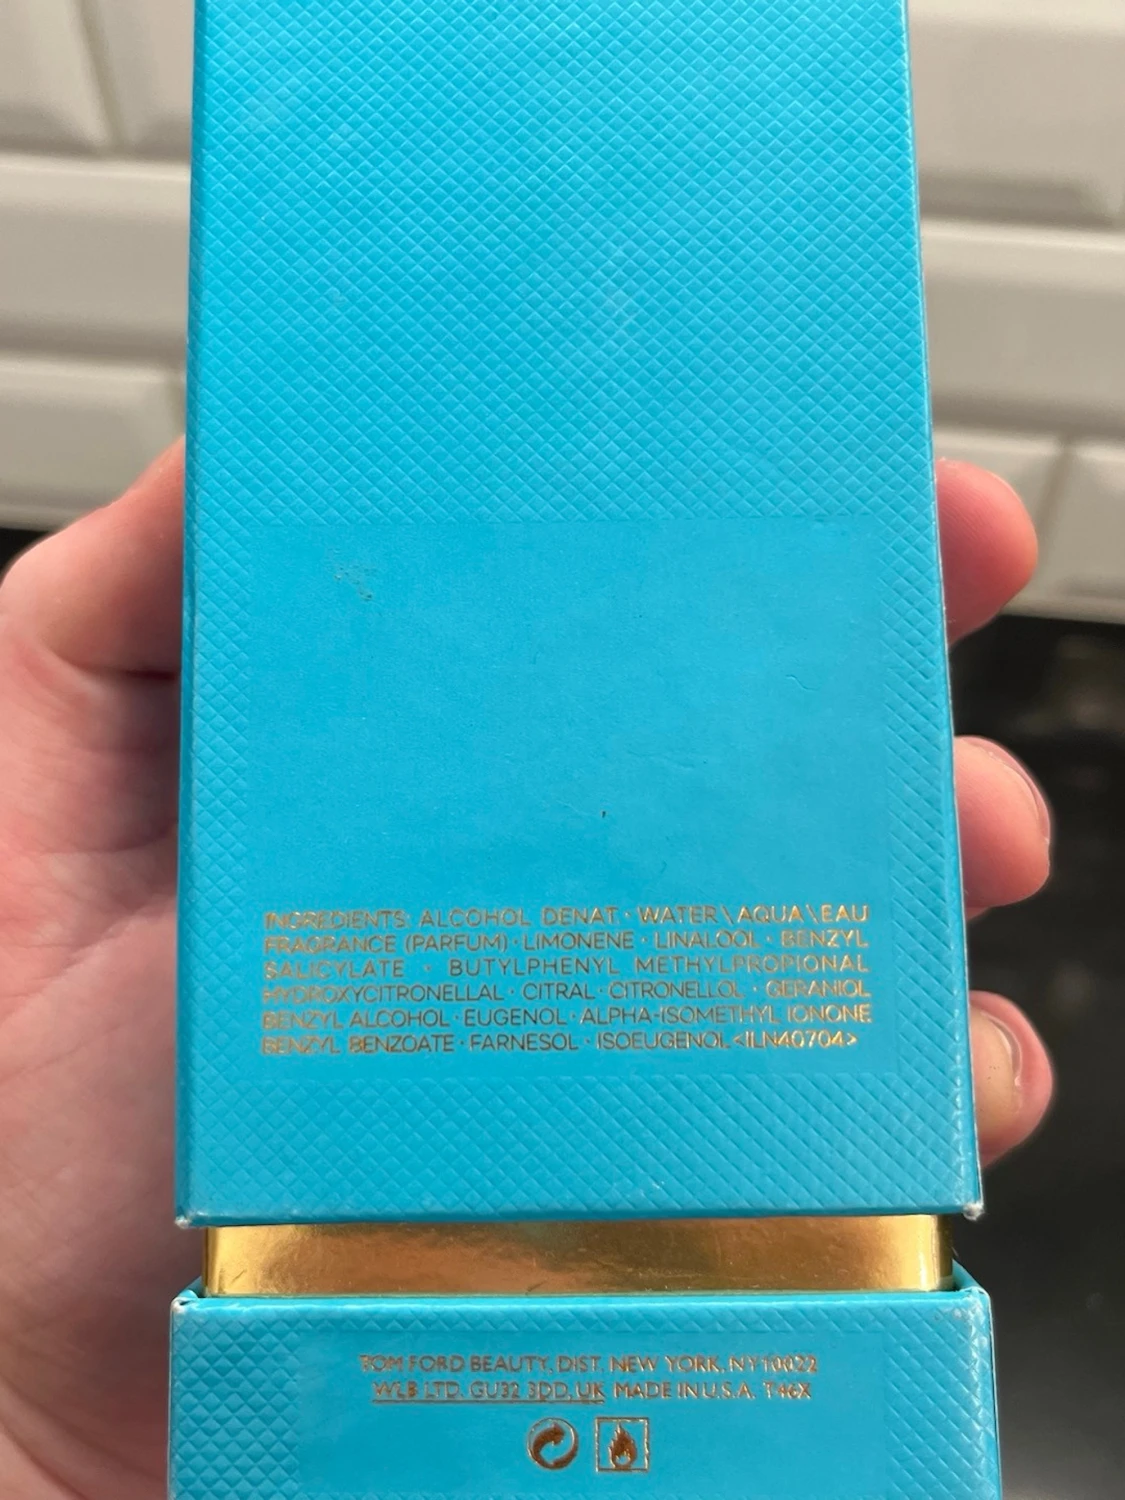 INGREDIENTS: ALCOHOL DENAT. · WATER\AQUA\EAU
FRAGRANCE (PARFUM) · LIMONENE · LINALOOL · BENZYL
SALICYLATE · BUTYLPHENYL METHYLPROPIONAL
HYDROXYCITRONELLAL · CITRAL · CITRONELLOL · GERANIOL
BENZYL ALCOHOL · EUGENOL · ALPHA-ISOMETHYL IONONE
BENZYL BENZOATE · FARNESOL · ISOEUGENOL <ILN40704>
TOM FORD BEAUTY, DIST. NEW YORK, NY 10022
WLB LTD. GU32 3DD, UK MADE IN U.S.A. T46X